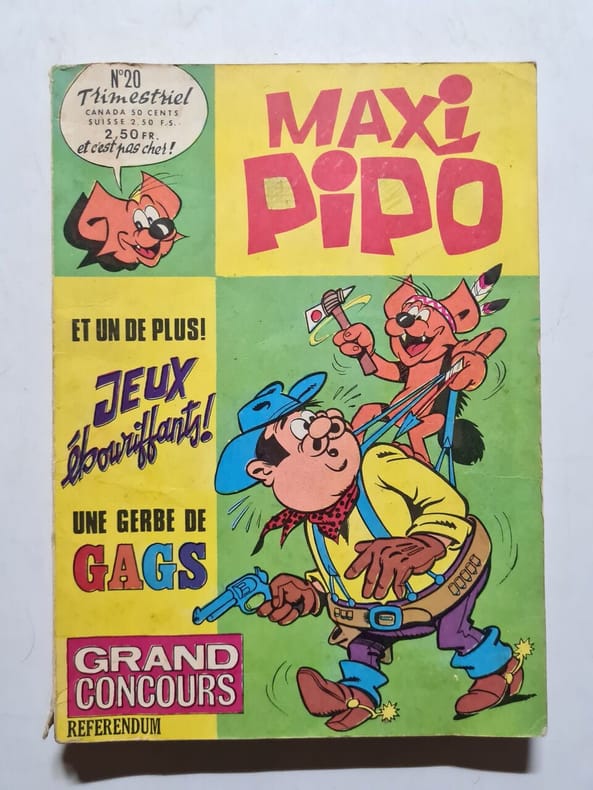 N°20
Trimestriel
CANADA 50 CENTS
SUISSE 2.50 F.S.
2,50 FR.
et c'est pas cher!
MAXi
PiPO
ET UN DE PLUS!
JEUX
ébouriffants!
UNE GERBE DE
GAGS
GRAND
CONCOURS
REFERENDUM